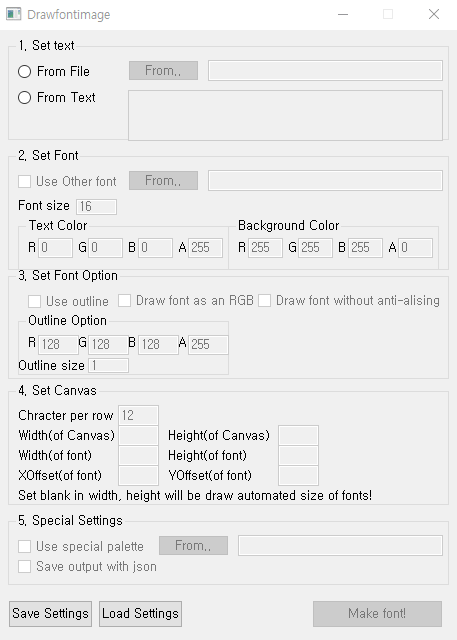 Drawfontimage
1. Set text
From File
From..
From Text
2. Set Font
Use Other font
From..
Font size 16
Text Color
Background Color
R 0 G 0 B 0 A 255
R 255 G 255 B 255 A 0
3. Set Font Option
Use outline
Draw font as an RGB
Draw font without anti-alising
Outline Option
R 128 G 128 B 128 A 255
Outline size 1
4. Set Canvas
Chracter per row 12
Width(of Canvas)
Height(of Canvas)
Width(of font)
Height(of font)
XOffset(of font)
YOffset(of font)
Set blank in width, height will be draw automated size of fonts!
5. Special Settings
Use special palette
From..
Save output with json
Save Settings
Load Settings
Make font!